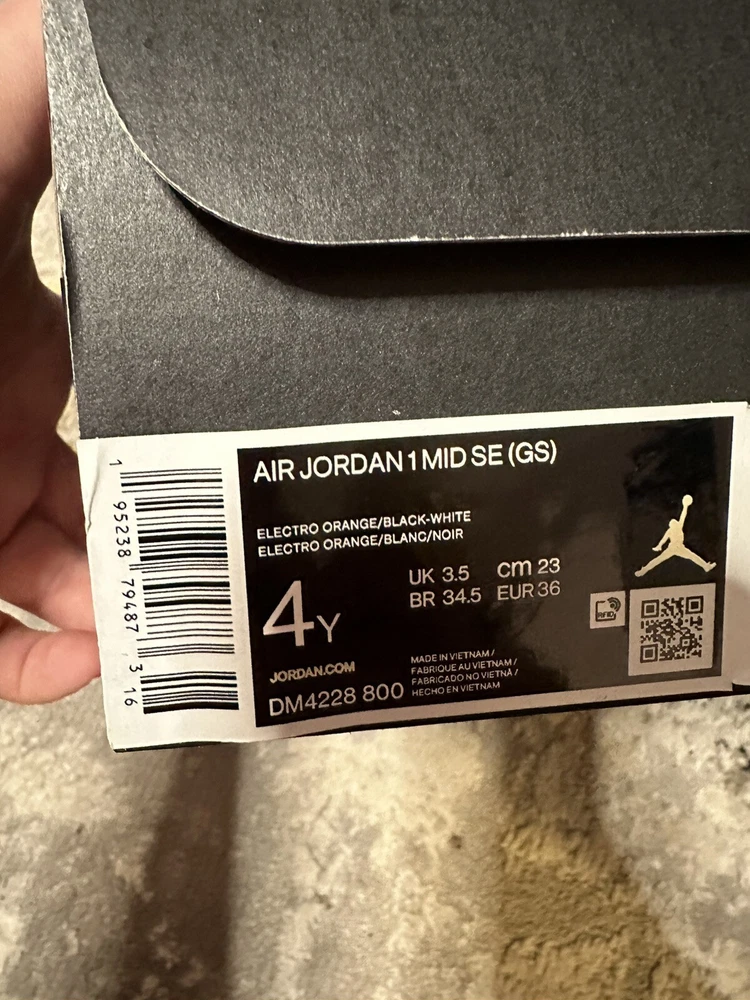 AIR JORDAN 1 MID SE (GS)
ELECTRO ORANGE/BLACK-WHITE
ELECTRO ORANGE/BLANC/NOIR
4Y
UK 3.5 cm 23
BR 34.5 EUR 36
RFID
JORDAN.COM
DM4228 800
MADE IN VIETNAM /
FABRIQUE AU VIETNAM /
FABRICADO NO VIETNÃ /
HECHO EN VIETNAM
1 95238 79487 3 16